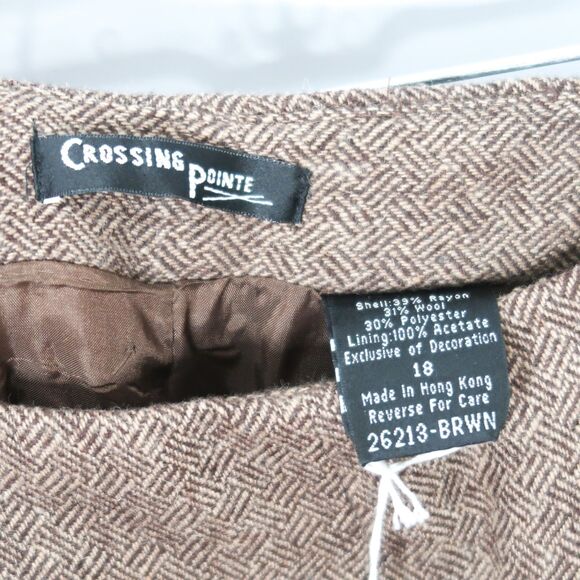 CROSSING
POINTE
Shell:39% Rayon
31% Wool
30% Polyester
Lining:100% Acetate
Exclusive of Decoration
18
Made in Hong Kong
Reverse For Care
26213-BRWN